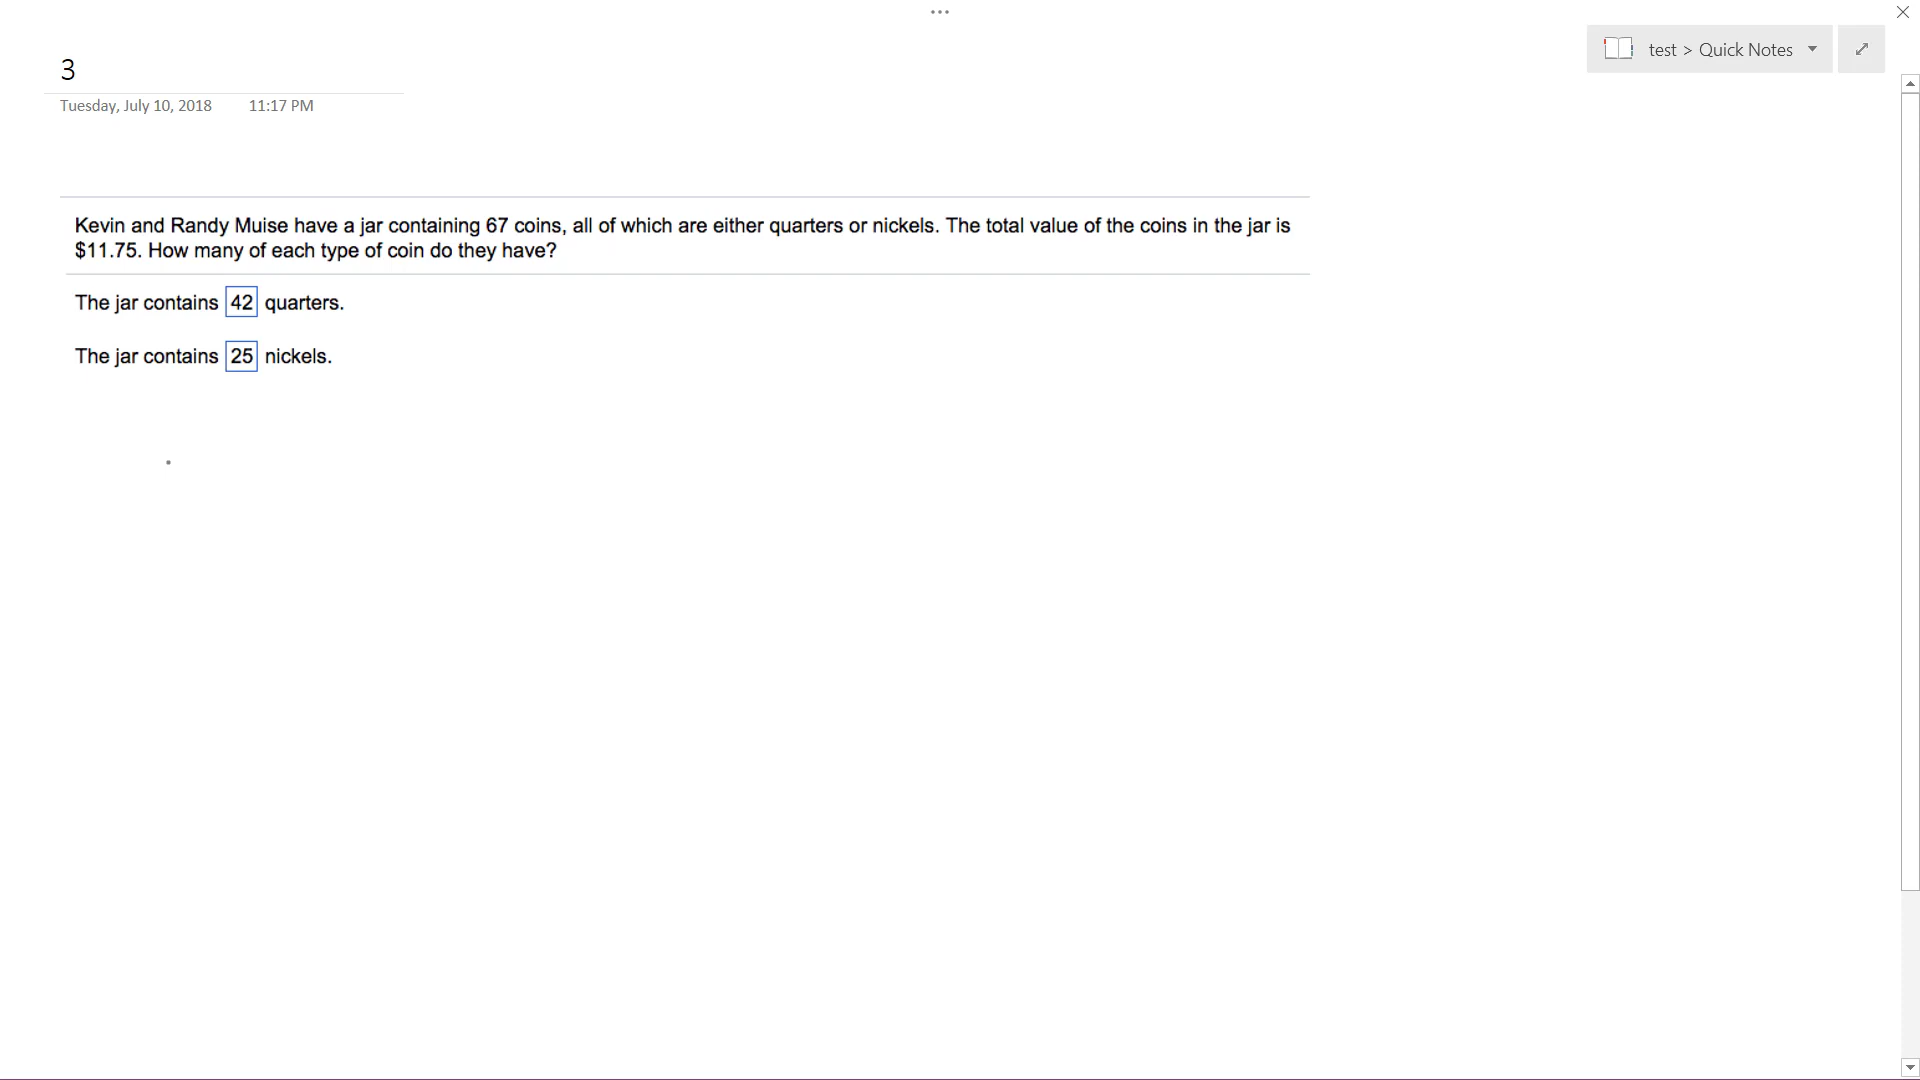 test > Quick Notes
3
Tuesday, July 10, 2018 11:17 PM
Kevin and Randy Muise have a jar containing 67 coins, all of which are either quarters or nickels. The total value of the coins in the jar is
$11.75. How many of each type of coin do they have?
The jar contains 42 quarters.
The jar contains 25 nickels.